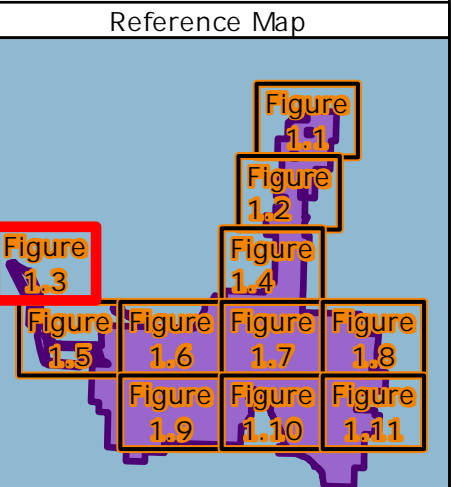 Reference Map
Figure
1.1
Figure
1.2
Figure
1.3
Figure
1.4
Figure
1.5
Figure
1.6
Figure
1.7
Figure
1.8
Figure
1.9
Figure
1.10
Figure
1.11